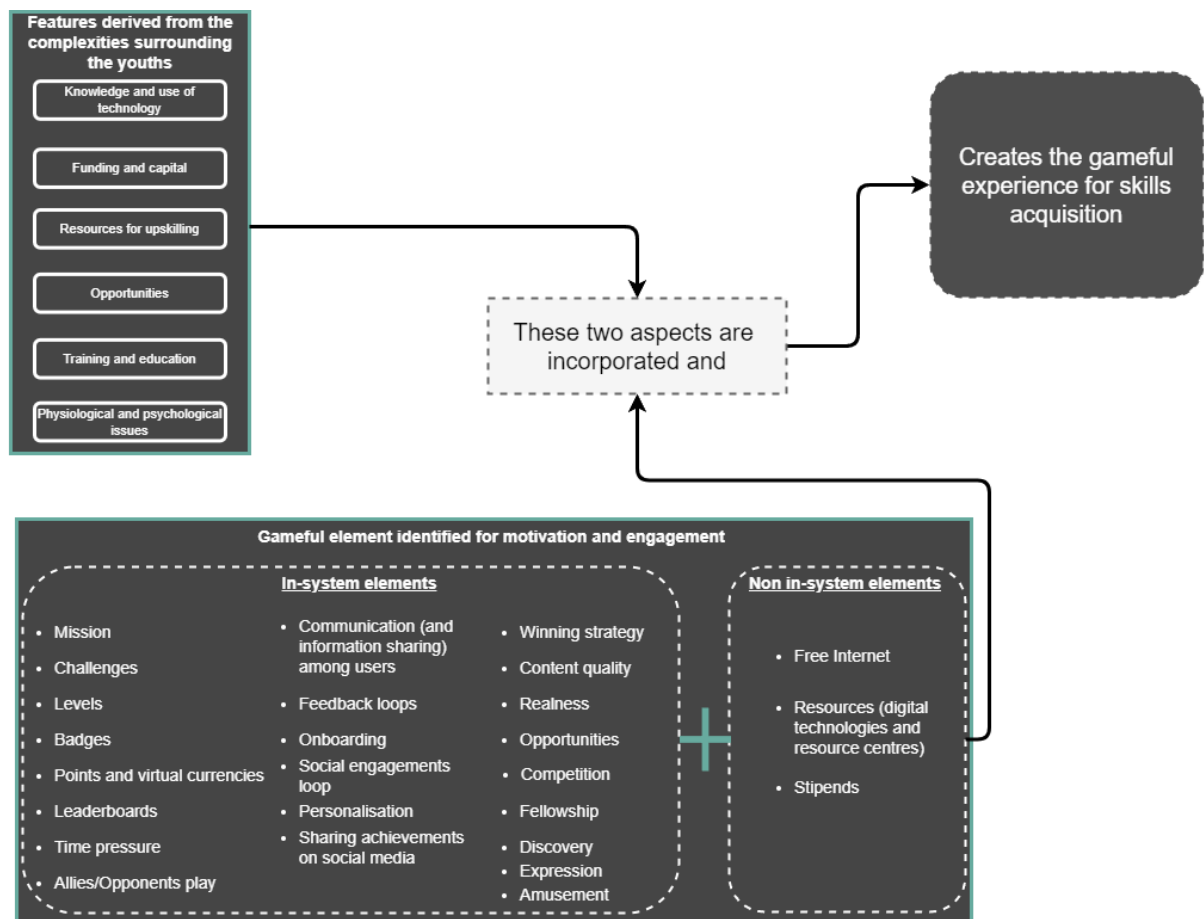 Features derived from the
complexities surrounding
the youths
Knowledge and use of
technology
Funding and capital
Resources for upskilling
Opportunities
Training and education
Physiological and psychological
issues
Creates the gameful
experience for skills
acquisition
These two aspects are
incorporated and
Gameful element identified for motivation and engagement
In-system elements
• Mission
• Challenges
• Levels
• Badges
• Points and virtual currencies
• Leaderboards
• Time pressure
• Allies/Opponents play
• Communication (and
information sharing)
among users
• Feedback loops
• Onboarding
• Social engagements
loop
• Personalisation
• Sharing achievements
on social media
• Winning strategy
• Content quality
• Realness
• Opportunities
• Competition
• Fellowship
• Discovery
• Expression
• Amusement
Non in-system elements
• Free Internet
• Resources (digital
technologies and
resource centres)
• Stipends